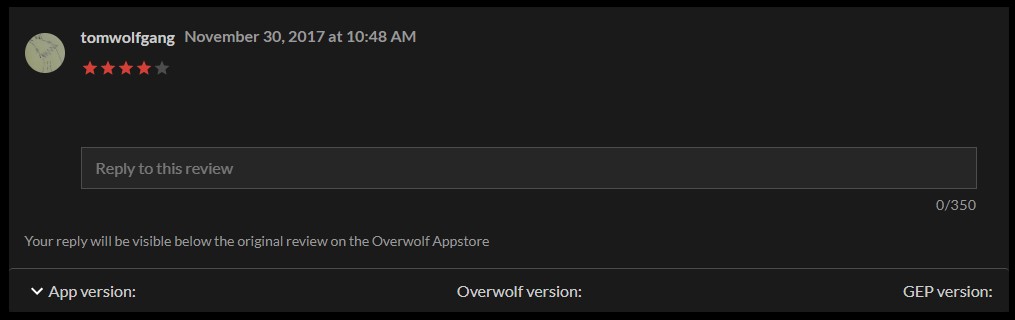 tomwolfgang November 30, 2017 at 10:48 AM
Reply to this review
0/350
Your reply will be visible below the original review on the Overwolf Appstore
App version: Overwolf version: GEP version: